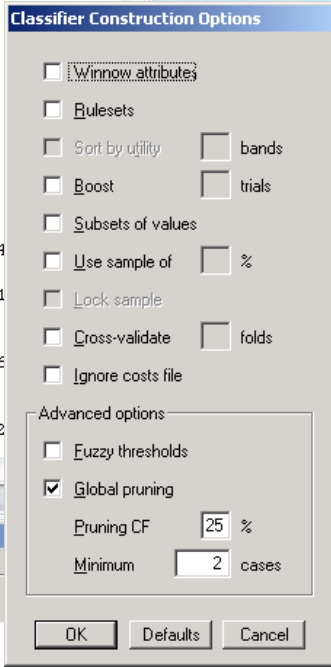 Classifier Construction Options
Winnow attributes
Rulesets
Sort by utility bands
Boost trials
Subsets of values
Use sample of %
Lock sample
Cross-validate folds
Ignore costs file
Advanced options
Fuzzy thresholds
Global pruning
Pruning CF 25 %
Minimum 2 cases
OK Defaults Cancel